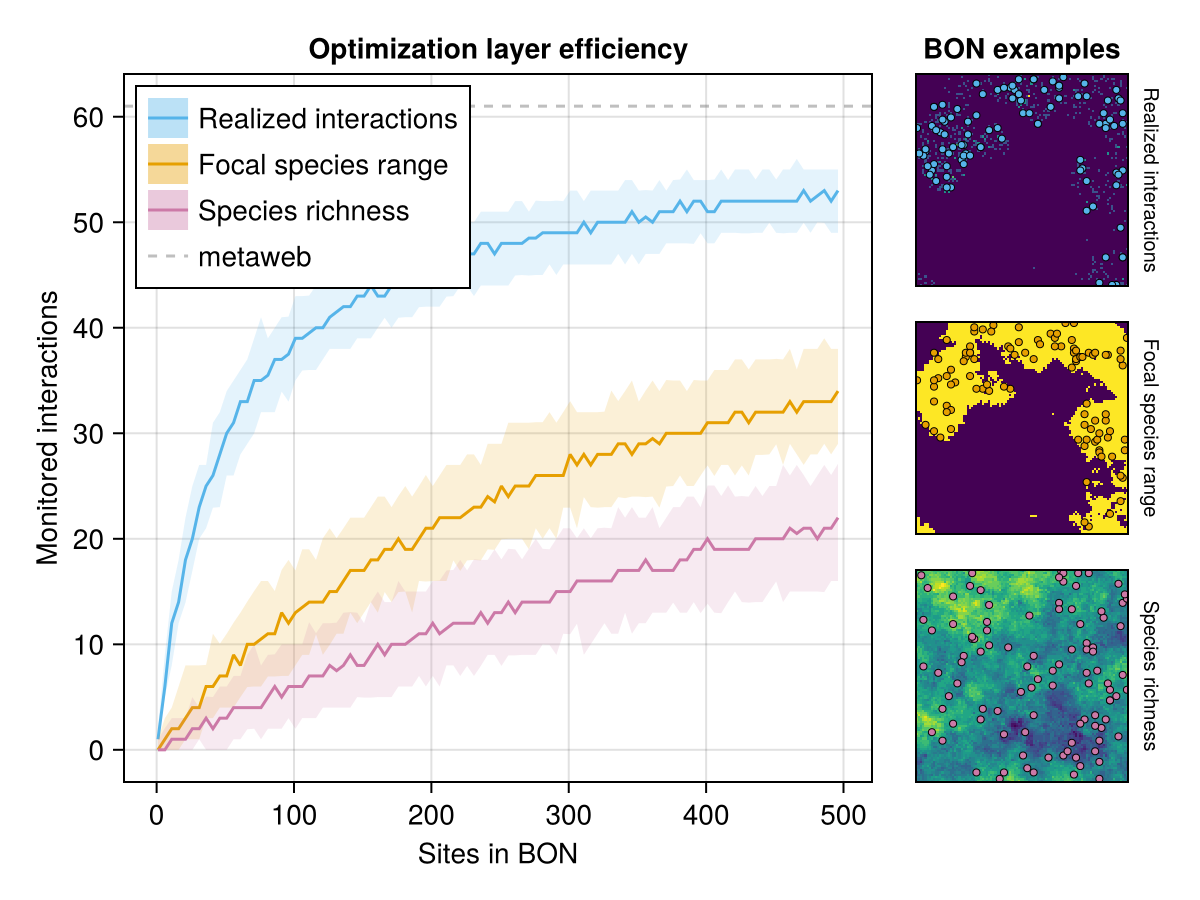 Optimization layer efficiency
BON examples
Realized interactions
Focal species range
Species richness
metaweb
Monitored interactions
60
50
40
30
20
10
0
0 100 200 300 400 500
Sites in BON
Realized interactions
Focal species range
Species richness